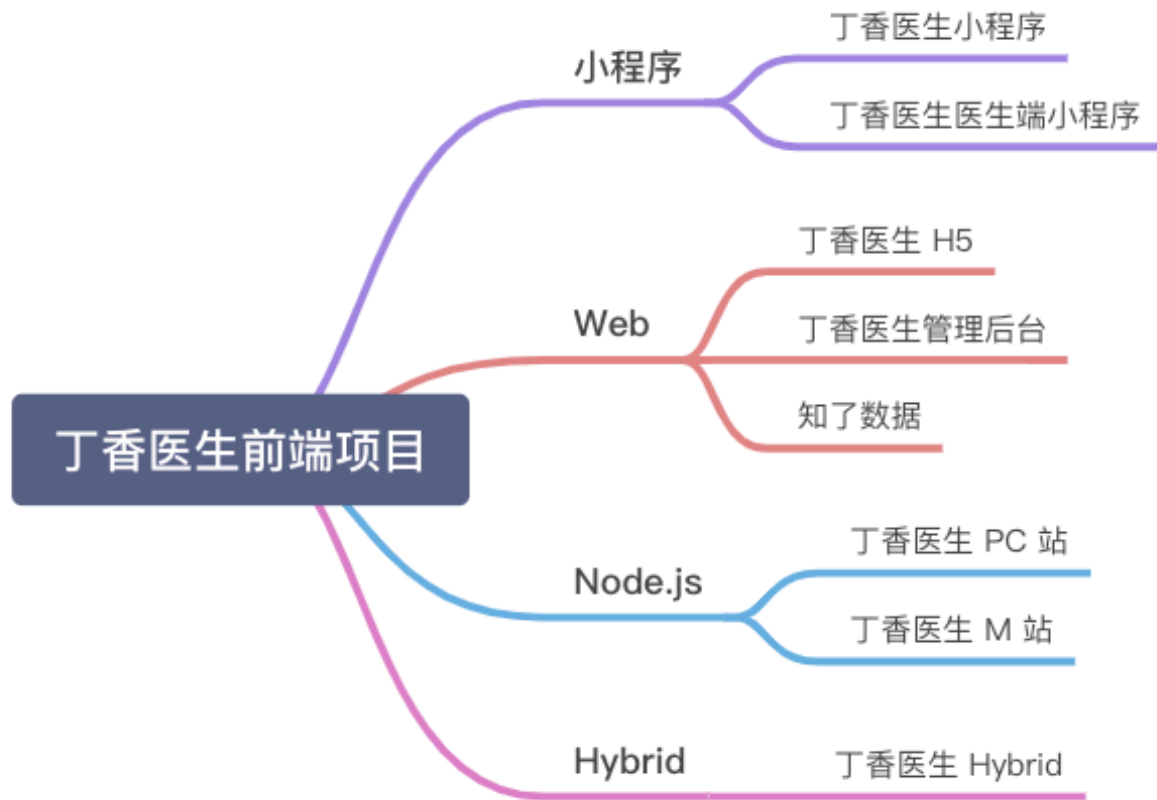 丁香医生前端项目
小程序
丁香医生小程序
丁香医生医生端小程序
Web
丁香医生 H5
丁香医生管理后台
知了数据
Node.js
丁香医生 PC 站
丁香医生 M 站
Hybrid
丁香医生 Hybrid